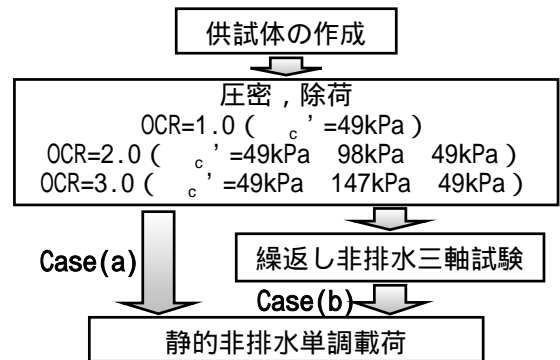 供試体の作成
圧密，除荷
OCR=1.0（ c’=49kPa）
OCR=2.0（ c’=49kPa 98kPa 49kPa）
OCR=3.0（ c’=49kPa 147kPa 49kPa）
Case(a)
繰返し非排水三軸試験
Case(b)
静的非排水単調載荷